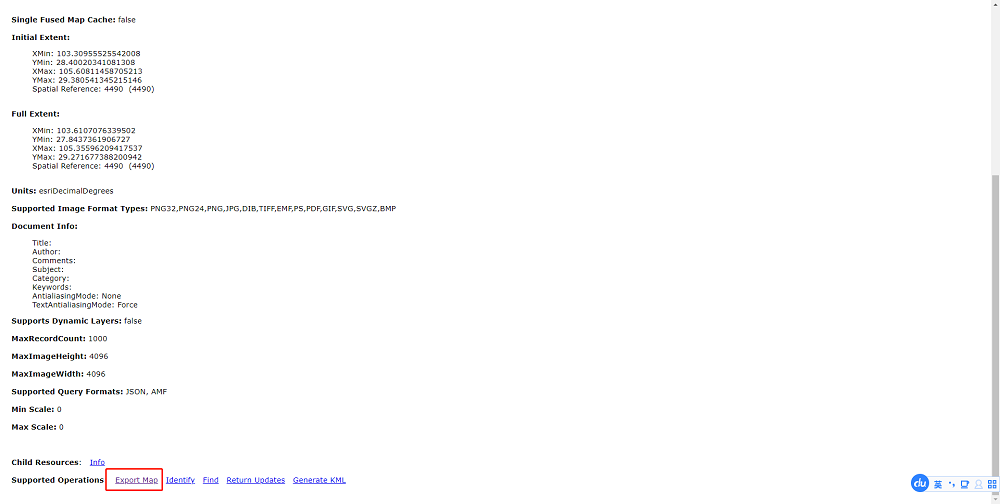 Single Fused Map Cache: false
Initial Extent:
XMin: 103.30955525542008
YMin: 28.40020341081308
XMax: 105.60811458705213
YMax: 29.380541345215146
Spatial Reference: 4490 (4490)
Full Extent:
XMin: 103.6107076339502
YMin: 27.8437361906727
XMax: 105.35596209417537
YMax: 29.271677388200942
Spatial Reference: 4490 (4490)
Units: esriDecimalDegrees
Supported Image Format Types: PNG32,PNG24,PNG,JPG,DIB,TIFF,EMF,PS,PDF,GIF,SVG,SVGZ,BMP
Document Info:
Title:
Author:
Comments:
Subject:
Category:
Keywords:
AntialiasingMode: None
TextAntialiasingMode: Force
Supports Dynamic Layers: false
MaxRecordCount: 1000
MaxImageHeight: 4096
MaxImageWidth: 4096
Supported Query Formats: JSON, AMF
Min Scale: 0
Max Scale: 0
Child Resources: Info
Supported Operations Export Map Identify Find Return Updates Generate KML
du 英